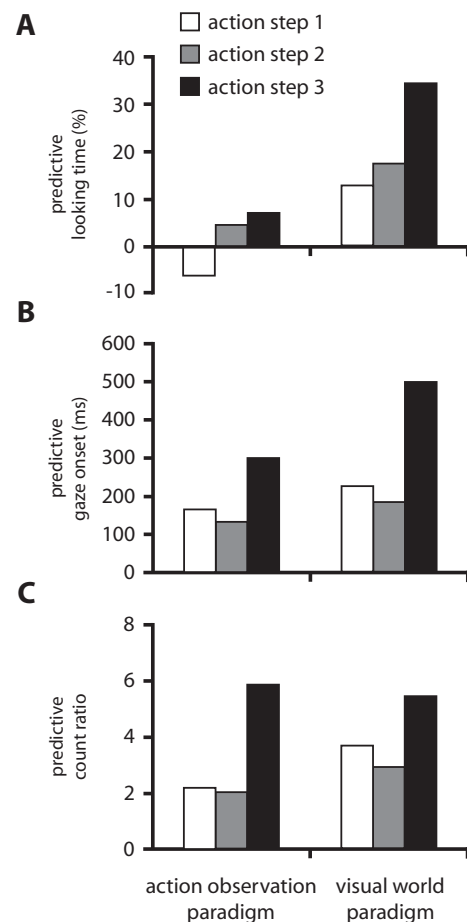 A
action step 1
action step 2
action step 3
40
30
20
10
0
-10
predictive
looking time (%)
B
600
500
400
300
200
100
0
predictive
gaze onset (ms)
C
8
6
4
2
0
predictive
count ratio
action observation
paradigm
visual world
paradigm